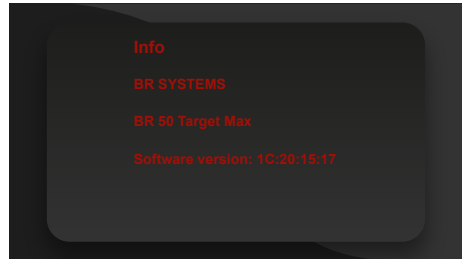 Info
BR SYSTEMS
BR 50 Target Max
Software version: 1C:20:15:17